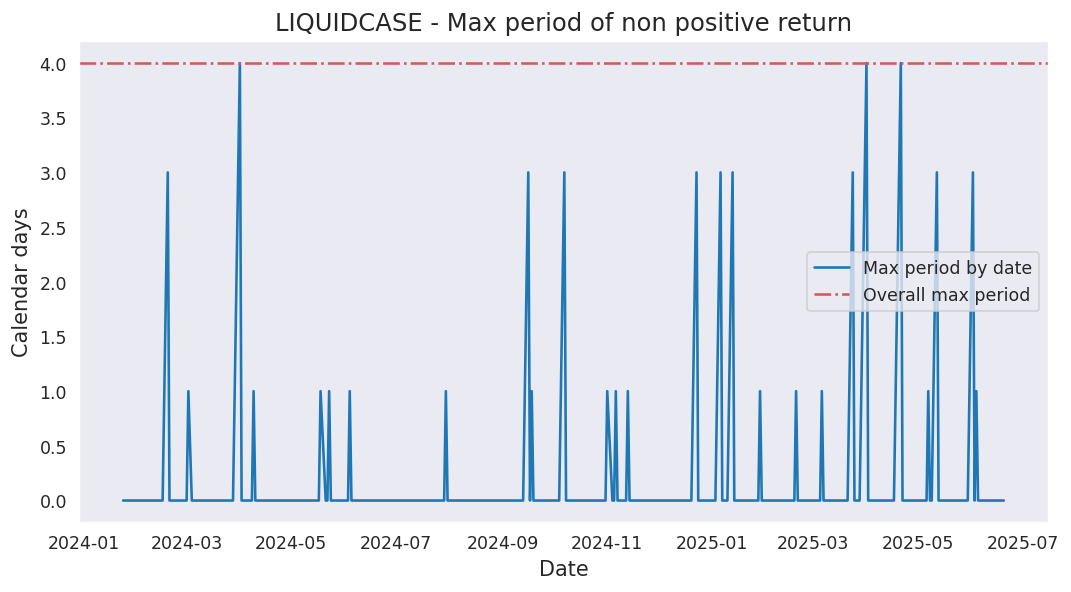 LIQUIDCASE - Max period of non positive return
4.0
3.5
3.0
2.5
2.0
1.5
1.0
0.5
0.0
Calendar days
Max period by date
Overall max period
2024-01 2024-03 2024-05 2024-07 2024-09 2024-11 2025-01 2025-03 2025-05 2025-07
Date